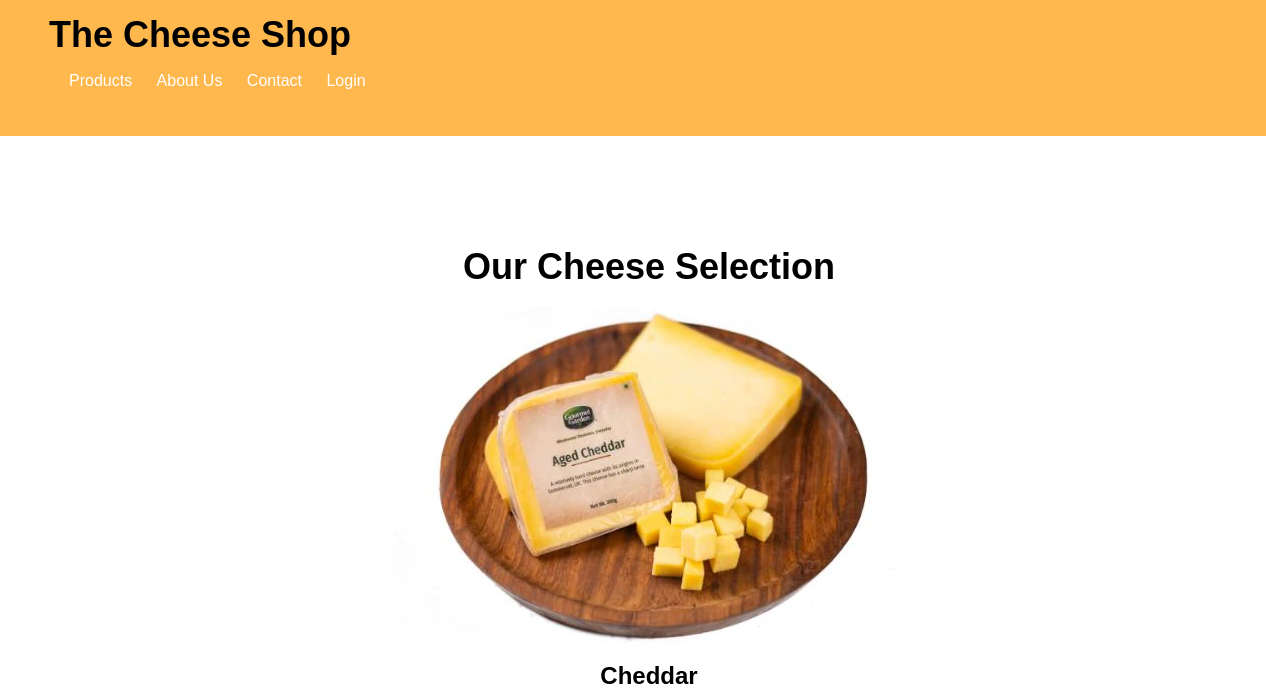 The Cheese Shop
Products About Us Contact Login
Our Cheese Selection
Gourmet
Garden
Aged Cheddar
A relatively hard cheese with its origins in
Sommerset, UK. This cheese has a sharp taste
Net Wt. 200g
Cheddar